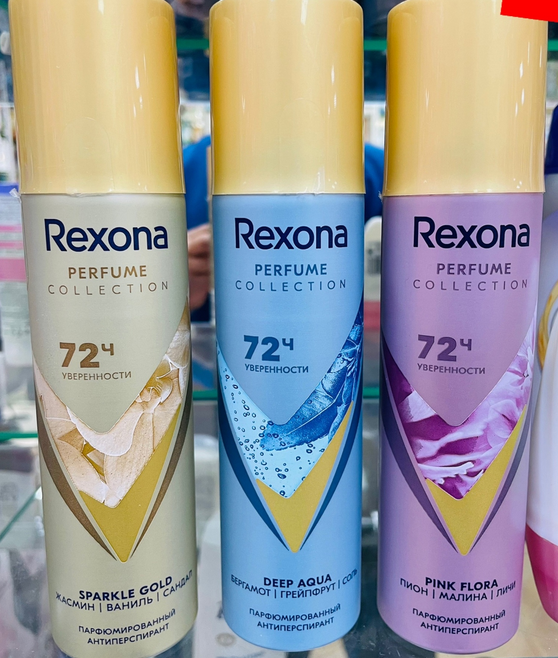 Rexona
PERFUME
COLLECTION
72ч
УВЕРЕННОСТИ
SPARKLE GOLD
ЖАСМИН | ВАНИЛЬ | САНДАЛ
ПАРФЮМИРОВАННЫЙ
АНТИПЕРСПИРАНТ
Rexona
PERFUME
COLLECTION
72ч
УВЕРЕННОСТИ
DEEP AQUA
БЕРГАМОТ | ГРЕЙПФРУТ | СОЛЬ
ПАРФЮМИРОВАННЫЙ
АНТИПЕРСПИРАНТ
Rexona
PERFUME
COLLECTION
72ч
УВЕРЕННОСТИ
PINK FLORA
ПИОН | МАЛИНА | ЛИЧИ
ПАРФЮМИРОВАННЫЙ
АНТИПЕРСПИРАНТ